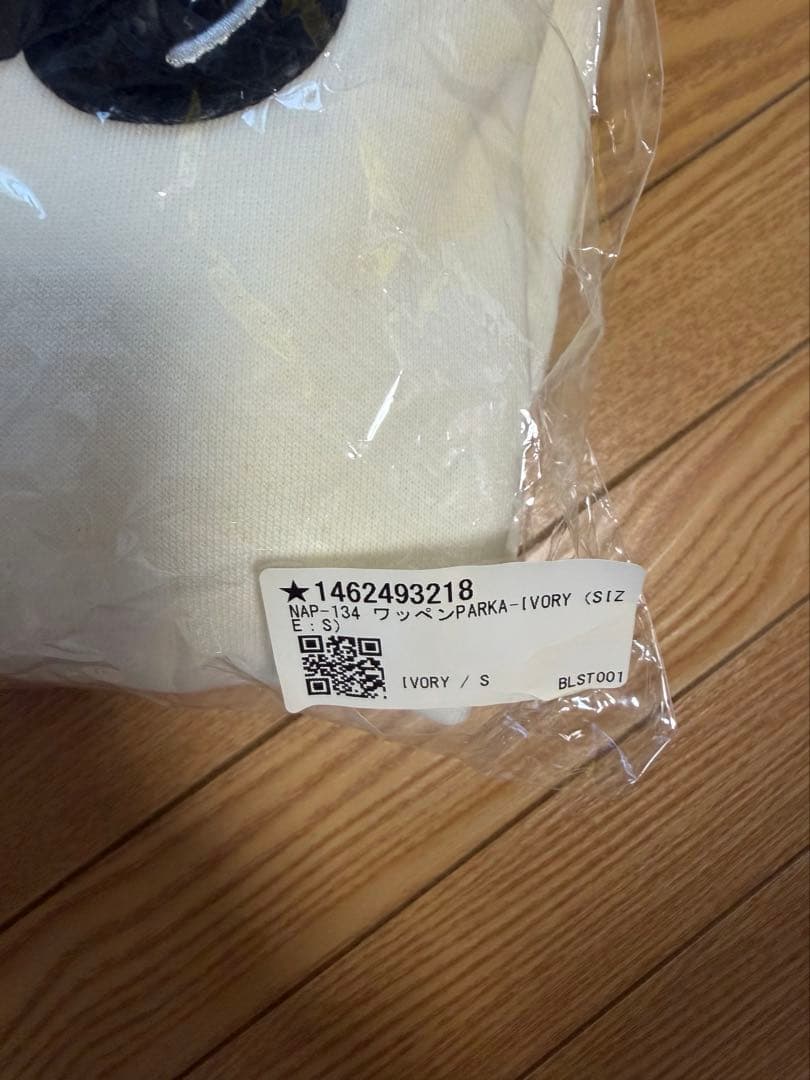 ★1462493218
NAP-134 ワッペンPARKA-IVORY (SIZ
E:S)
IVORY / S
BLST001